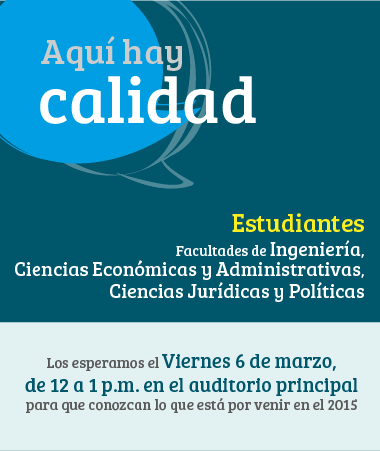 Aquí hay
calidad
Estudiantes
Facultades de Ingeniería,
Ciencias Económicas y Administrativas,
Ciencias Jurídicas y Políticas
Los esperamos el Viernes 6 de marzo,
de 12 a 1 p.m. en el auditorio principal
para que conozcan lo que está por venir en el 2015